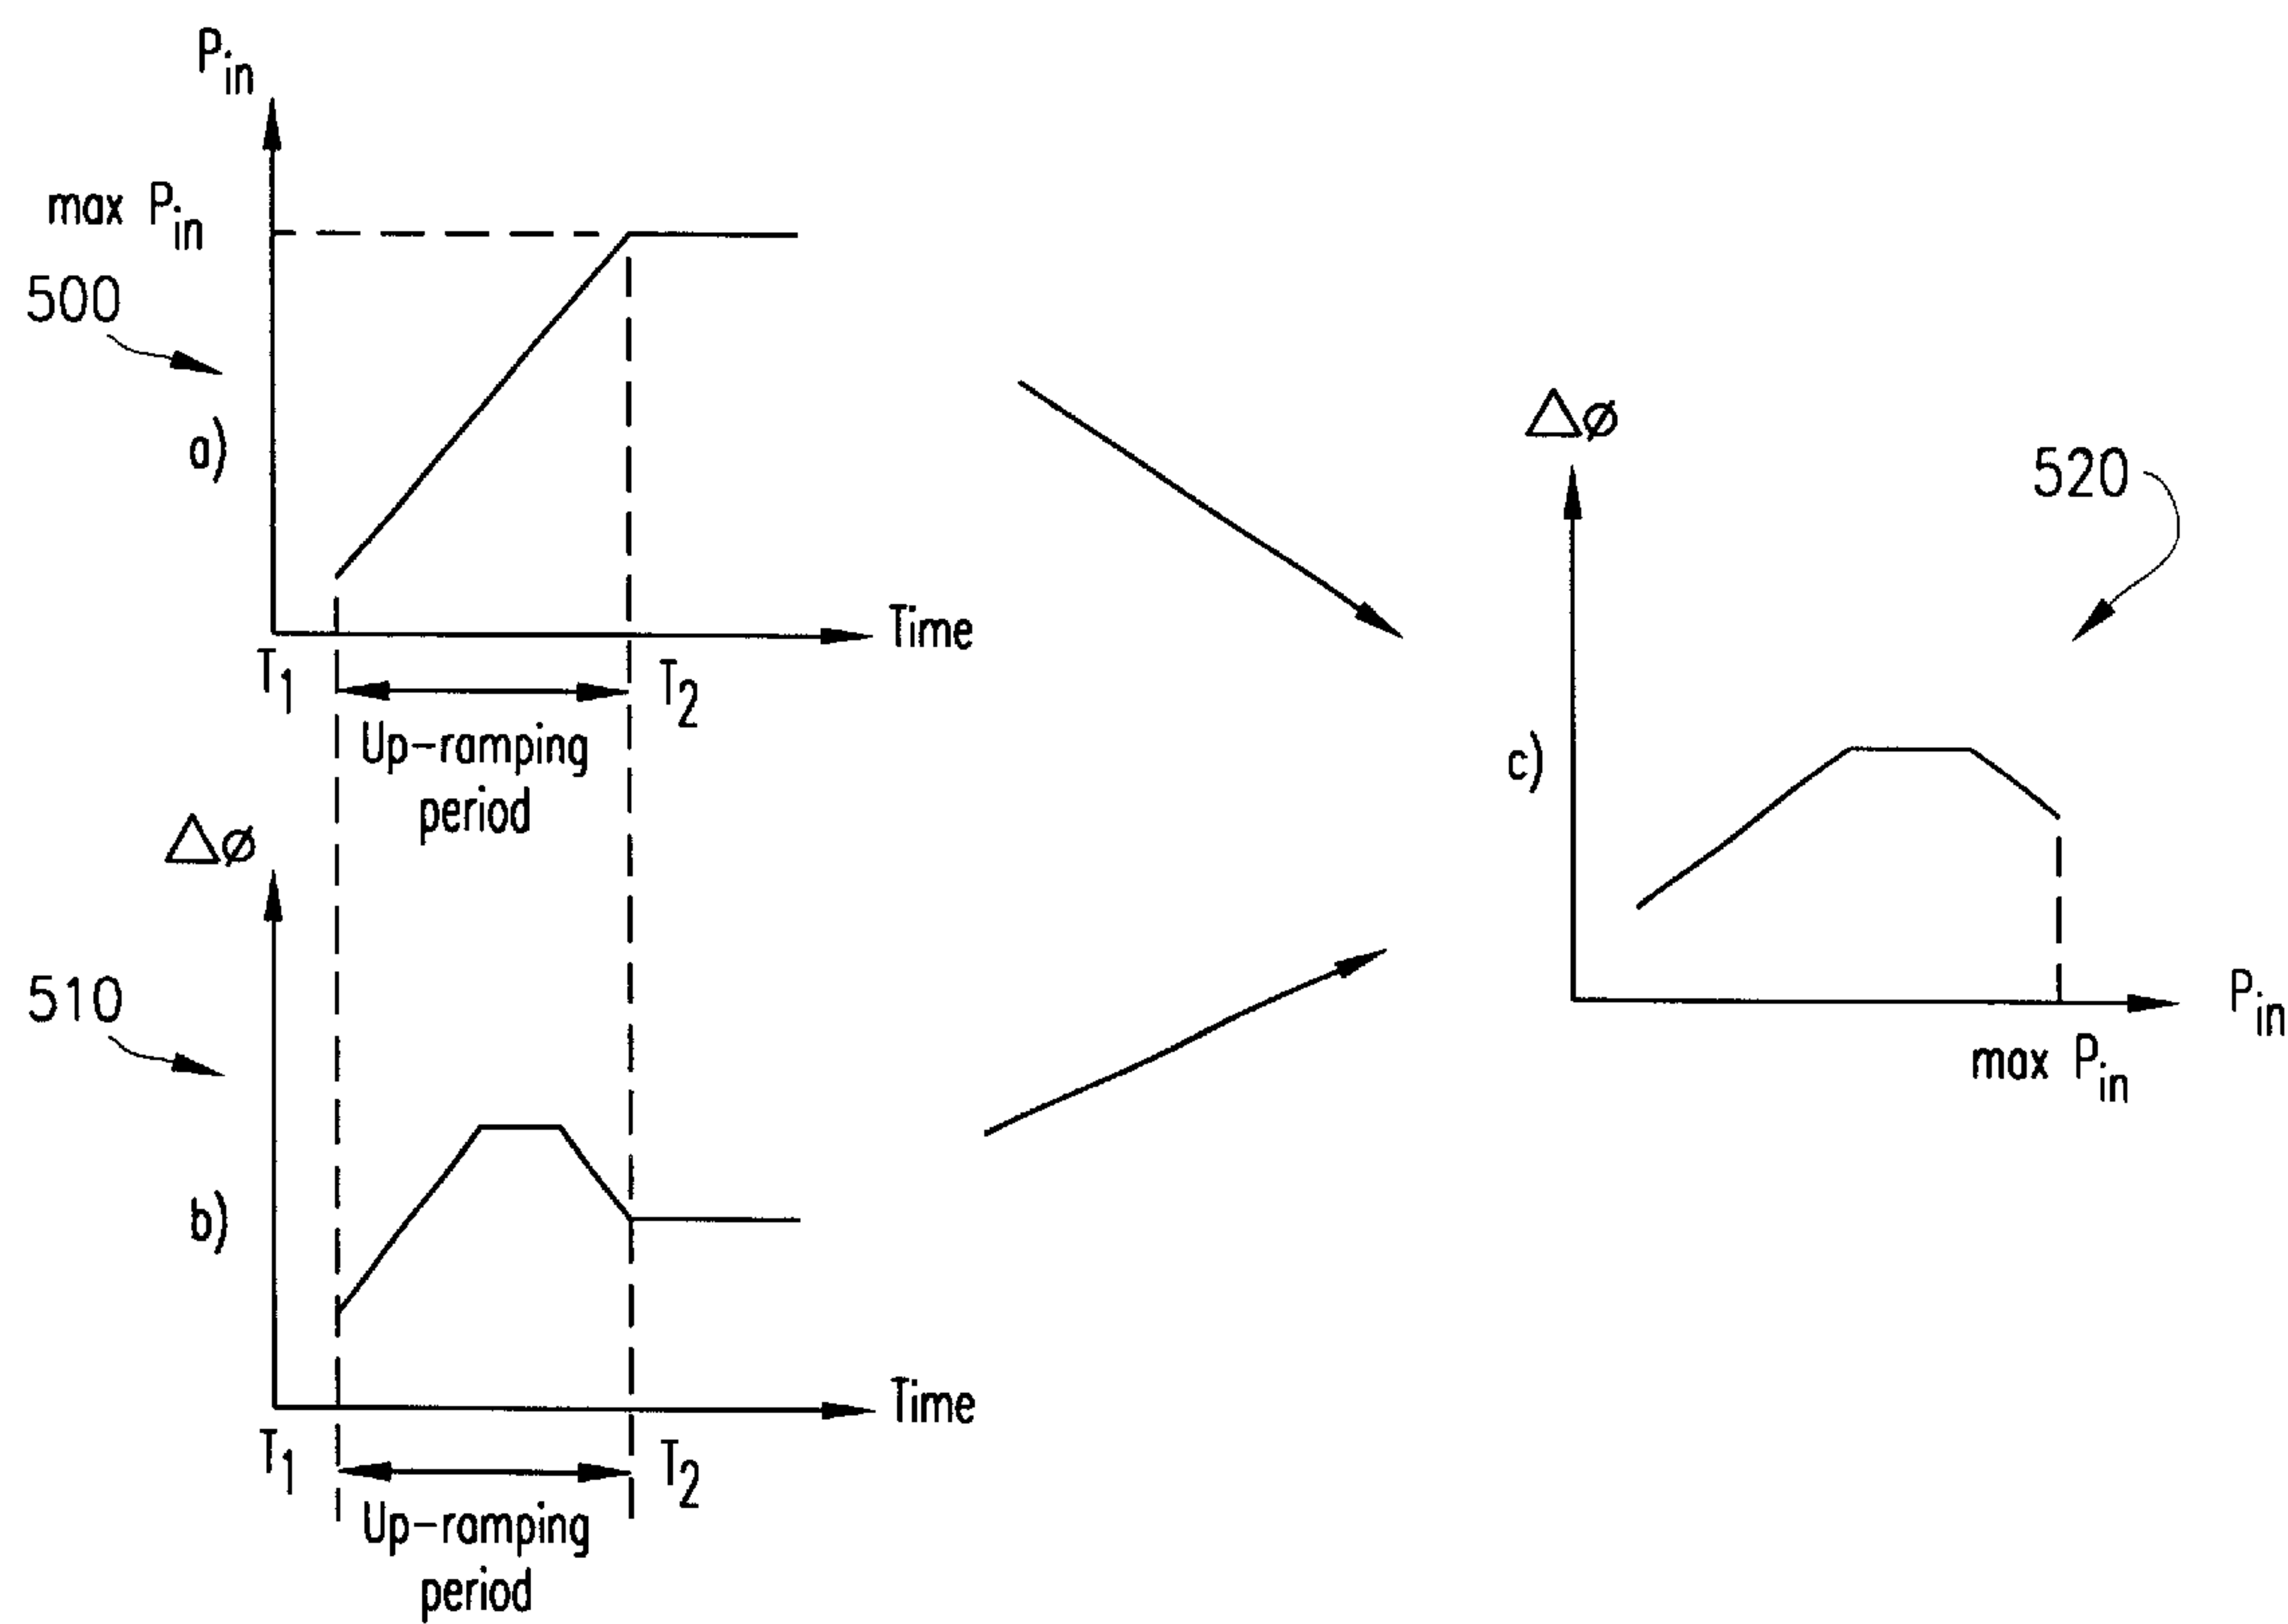 P_in
max P_in
500
a)
Time
T_1
T_2
Up-ramping
period
Δø
510
b)
Time
T_1
T_2
Up-ramping
period
Δø
520
c)
P_in
max P_in